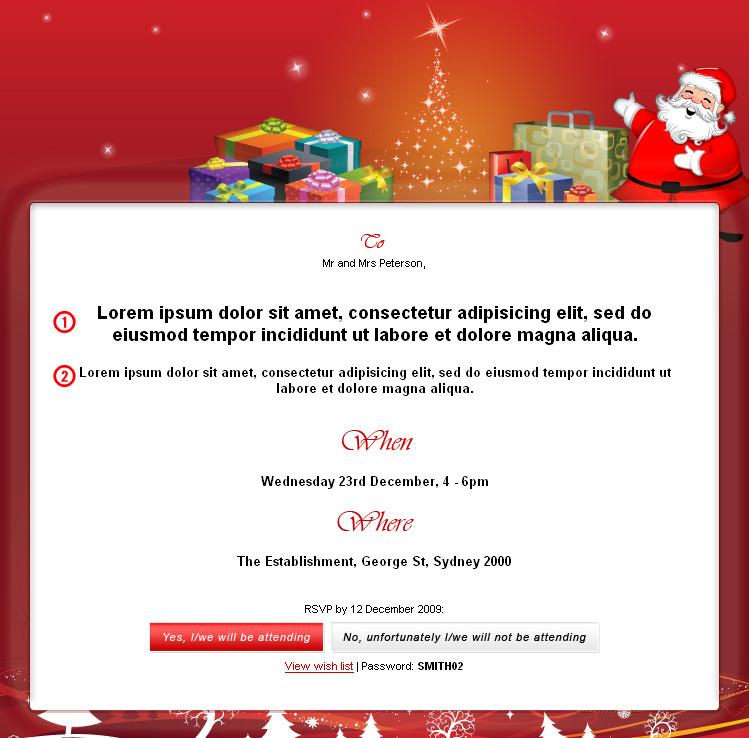 To
Mr and Mrs Peterson,
1 Lorem ipsum dolor sit amet, consectetur adipisicing elit, sed do
eiusmod tempor incididunt ut labore et dolore magna aliqua.
2 Lorem ipsum dolor sit amet, consectetur adipisicing elit, sed do eiusmod tempor incididunt ut
labore et dolore magna aliqua.
When
Wednesday 23rd December, 4 - 6pm
Where
The Establishment, George St, Sydney 2000
RSVP by 12 December 2009:
Yes, I/we will be attending No, unfortunately I/we will not be attending
View wish list | Password: SMITH02